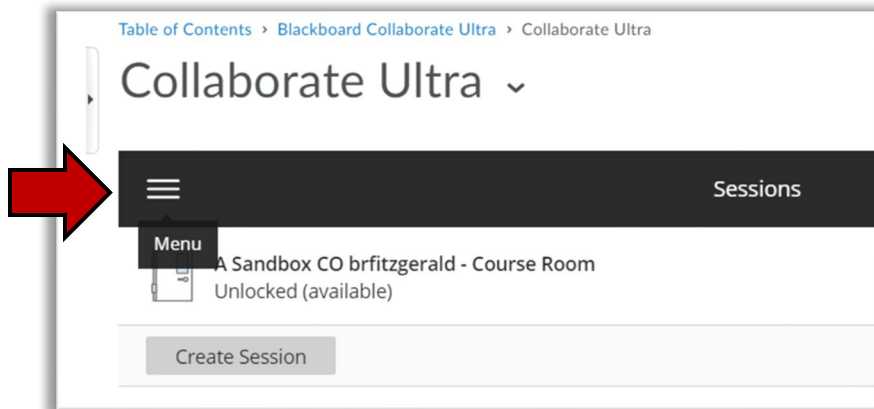 Table of Contents › Blackboard Collaborate Ultra › Collaborate Ultra
Collaborate Ultra
Sessions
Menu
A Sandbox CO brfitzgerald - Course Room
Unlocked (available)
Create Session